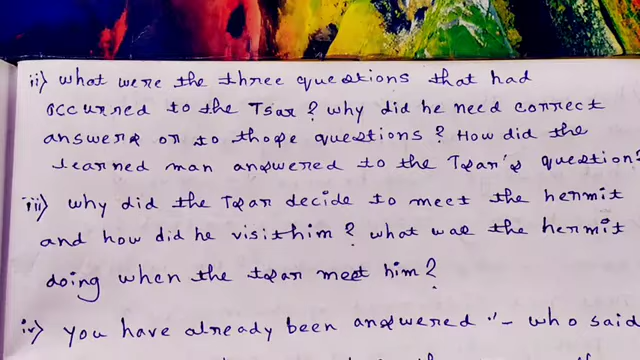 ii) What were the three questions that had
occurred to the Tsar? Why did he need correct
answers or to those questions? How did the
learned man answered to the Tsar's question?
iii) Why did the Tsar decide to meet the hermit
and how did he visit him? What was the hermit
doing when the tsar meet him?
iv) You have already been answered "- who said